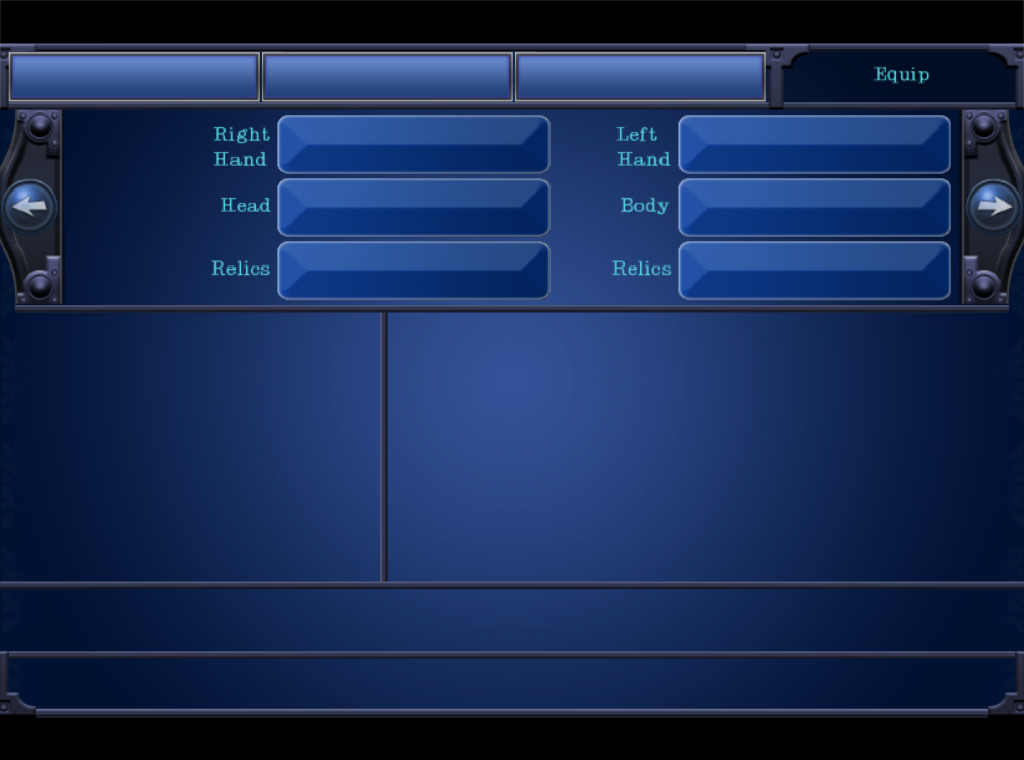 Equip
Right
Hand
Left
Hand
Head
Body
Relics
Relics